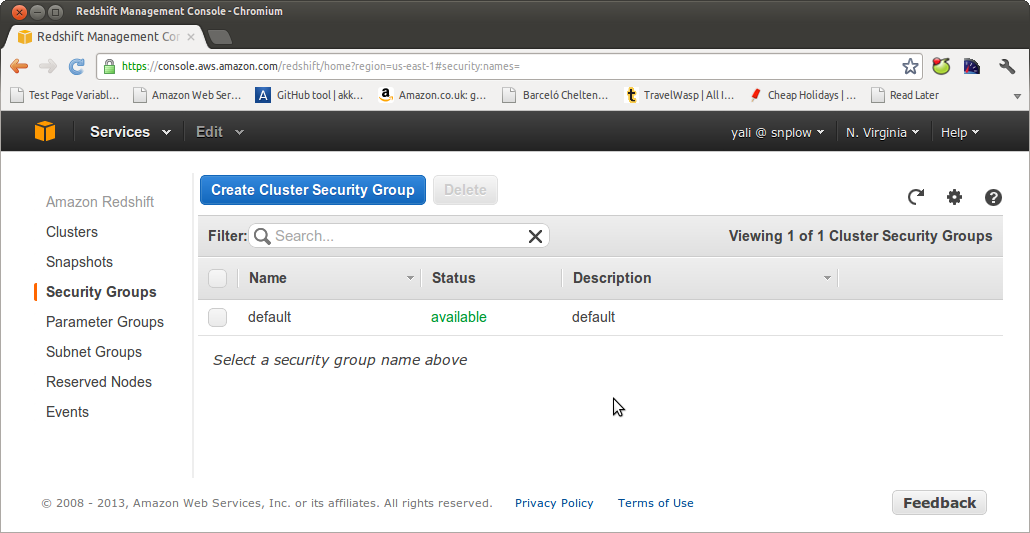 Redshift Management Console - Chromium
Redshift Management Con
https://console.aws.amazon.com/redshift/home?region=us-east-1#security:names=
Test Page Variabl... Amazon Web Ser... GitHub tool | akk... Amazon.co.uk: g... Barceló Chelten... TravelWasp | All I... Cheap Holidays | ... Read Later
Services Edit yali @ snplow N. Virginia Help
Amazon Redshift
Clusters
Snapshots
Security Groups
Parameter Groups
Subnet Groups
Reserved Nodes
Events
Create Cluster Security Group Delete
Filter: Search... Viewing 1 of 1 Cluster Security Groups
Name Status Description
default available default
Select a security group name above
© 2008 - 2013, Amazon Web Services, Inc. or its affiliates. All rights reserved. Privacy Policy Terms of Use Feedback